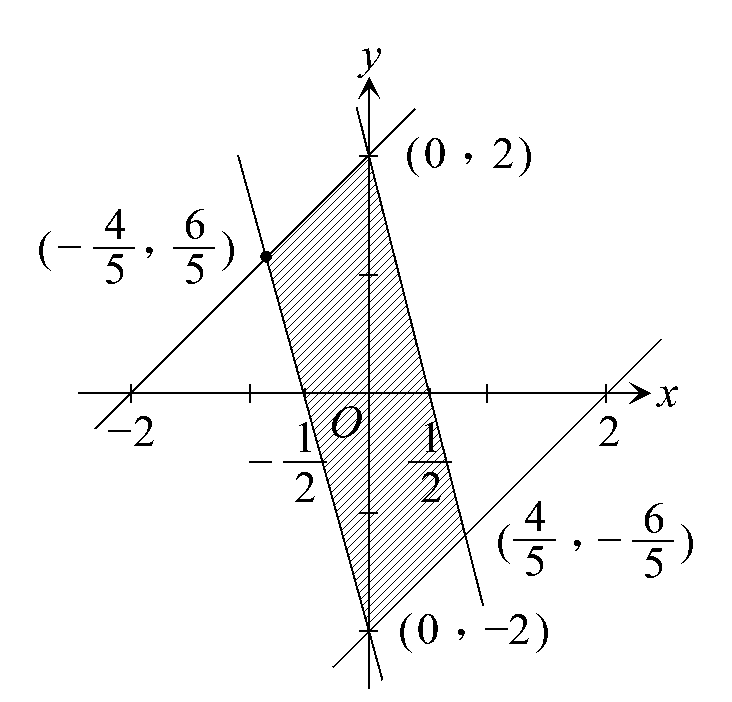 y
(0 , 2)
(−4/5, 6/5)
O
x
−2
−1/2
1/2
2
(4/5 , −6/5)
(0 , −2)